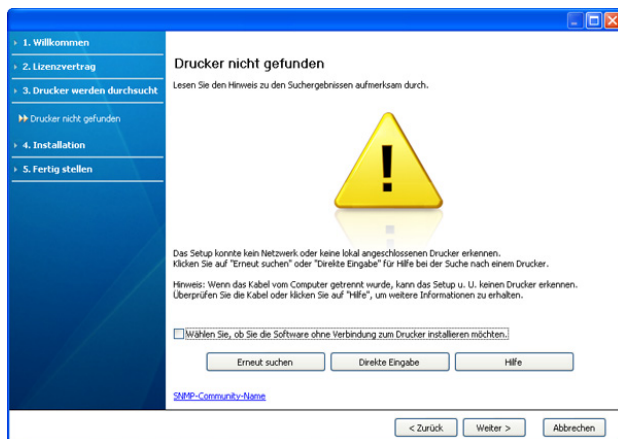 1. Willkommen
2. Lizenzvertrag
3. Drucker werden durchsucht
Drucker nicht gefunden
4. Installation
5. Fertig stellen
Drucker nicht gefunden
Lesen Sie den Hinweis zu den Suchergebnissen aufmerksam durch.
Das Setup konnte kein Netzwerk oder keine lokal angeschlossenen Drucker erkennen.
Klicken Sie auf "Erneut suchen" oder "Direkte Eingabe" für Hilfe bei der Suche nach einem Drucker.
Hinweis: Wenn das Kabel vom Computer getrennt wurde, kann das Setup u. U. keinen Drucker erkennen.
Überprüfen Sie die Kabel oder klicken Sie auf "Hilfe", um weitere Informationen zu erhalten.
Wählen Sie, ob Sie die Software ohne Verbindung zum Drucker installieren möchten.
Erneut suchen Direkte Eingabe Hilfe
SNMP-Community-Name
< Zurück Weiter > Abbrechen